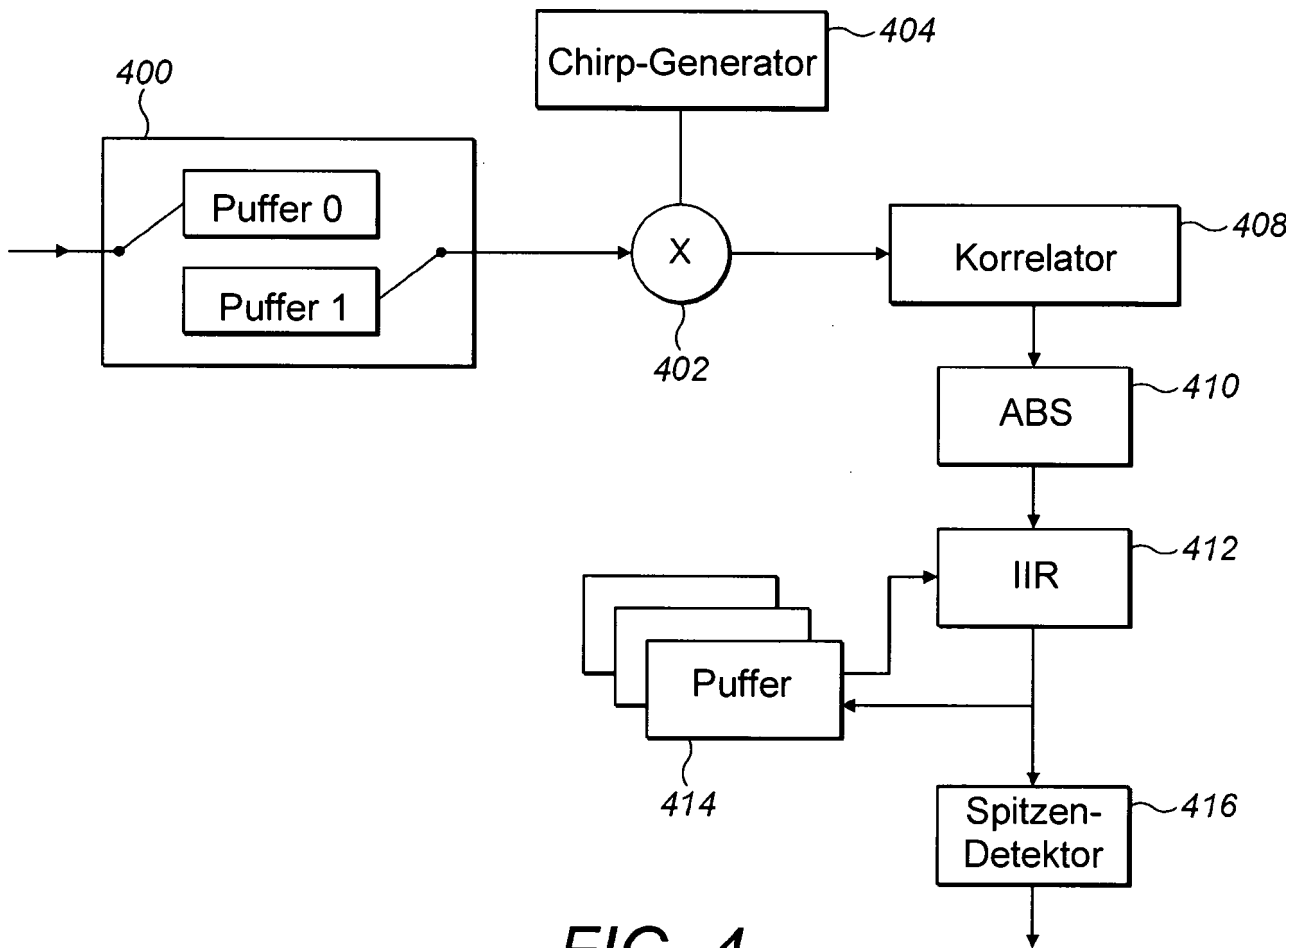 404
Chirp-Generator
400
Puffer 0
Puffer 1
X
402
Korrelator
408
ABS
410
IIR
412
Puffer
414
Spitzen-
Detektor
416
FIG. 4